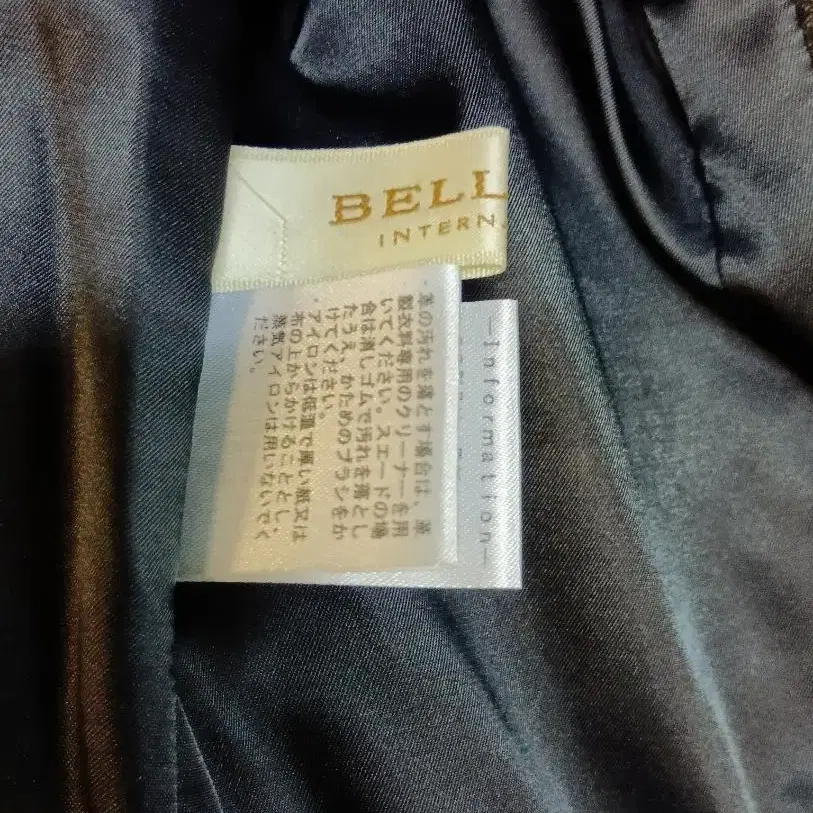 BELL
INTERN
・革の汚れを落とす場合は、革
製衣料専用のクリーナーを用
いてください。スエードの場
合は消しゴムで汚れを落とし
たうえ、かためのブラシをか
けてください。
・アイロンは低温で厚い紙又は
布の上からかけることとし、
蒸気アイロンは用いないでく
ださい。
—Information—